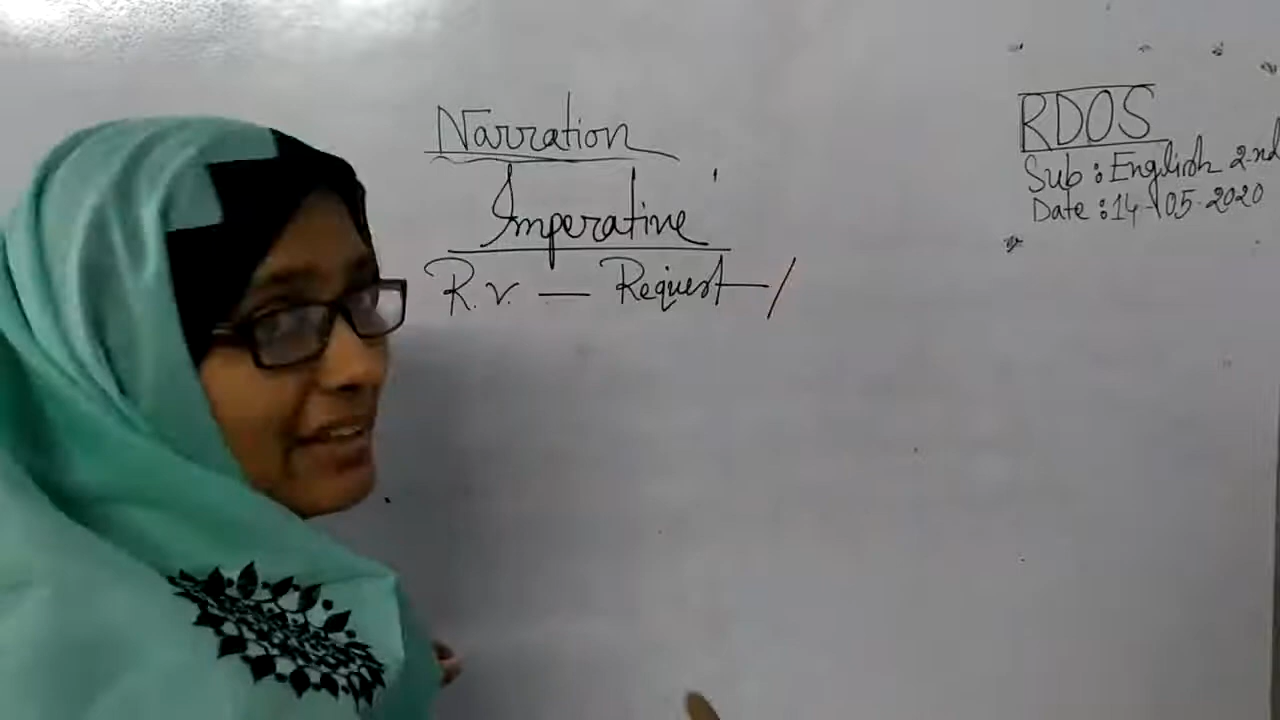 Narration
Imperative
R.v. — Request /
RDOS
Sub : English 2nd
Date : 14-05-2020